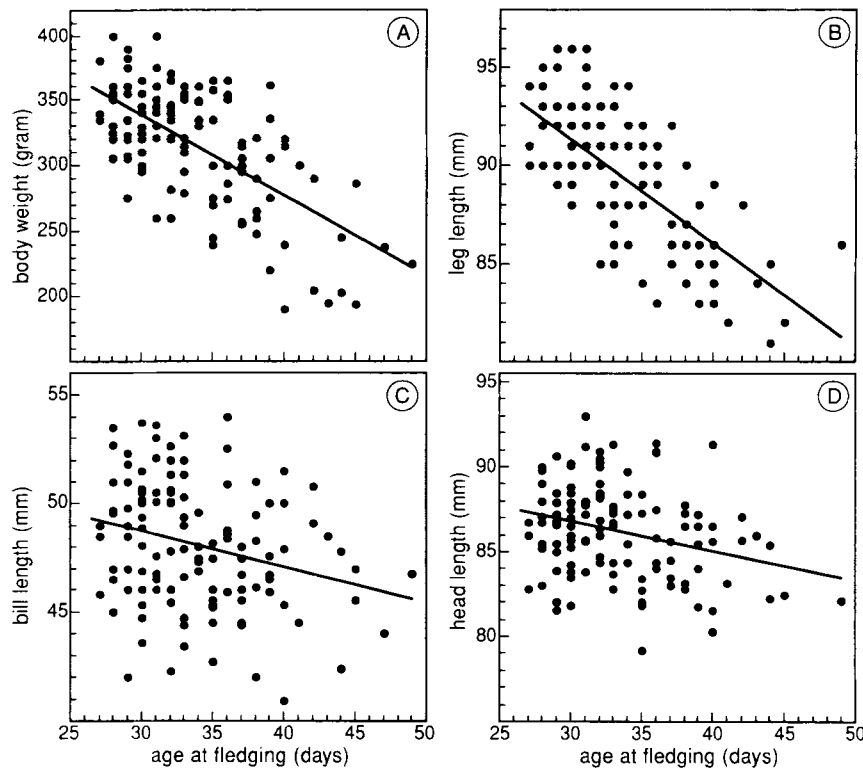 A
body weight (gram)
400
350
300
250
200
B
leg length (mm)
95
90
85
C
bill length (mm)
55
50
45
25 30 35 40 45 50
age at fledging (days)
D
head length (mm)
95
90
85
80
25 30 35 40 45 50
age at fledging (days)